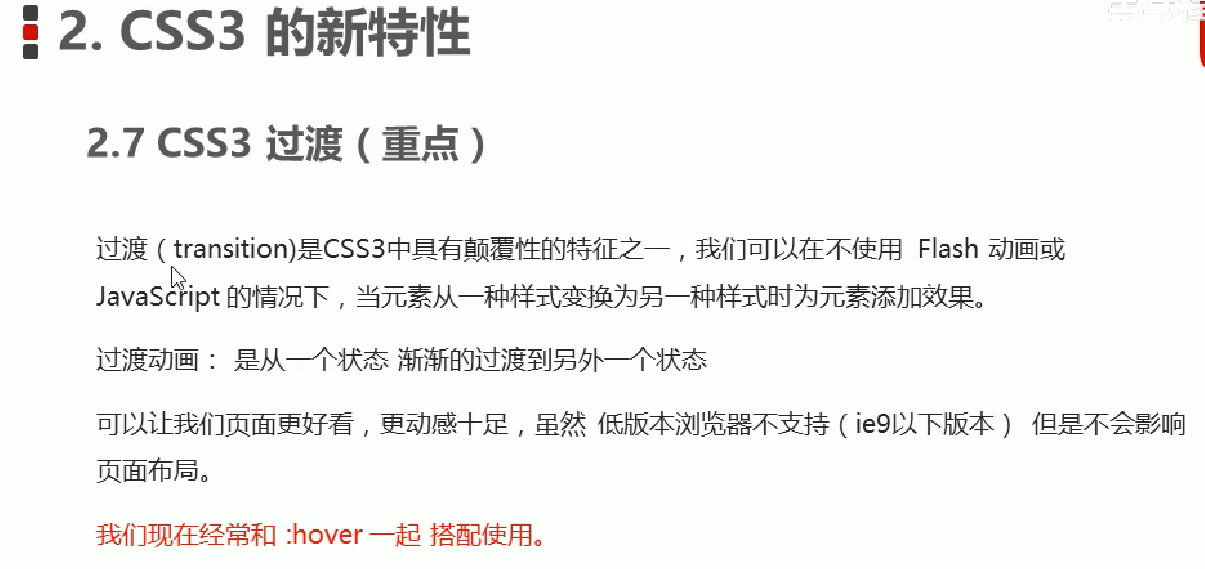 2. CSS3 的新特性
2.7 CSS3 过渡（重点）
过渡（transition)是CSS3中具有颠覆性的特征之一，我们可以在不使用 Flash 动画或
JavaScript 的情况下，当元素从一种样式变换为另一种样式时为元素添加效果。
过渡动画： 是从一个状态 渐渐的过渡到另外一个状态
可以让我们页面更好看，更动感十足，虽然 低版本浏览器不支持（ie9以下版本） 但是不会影响
页面布局。
我们现在经常和 :hover 一起 搭配使用。